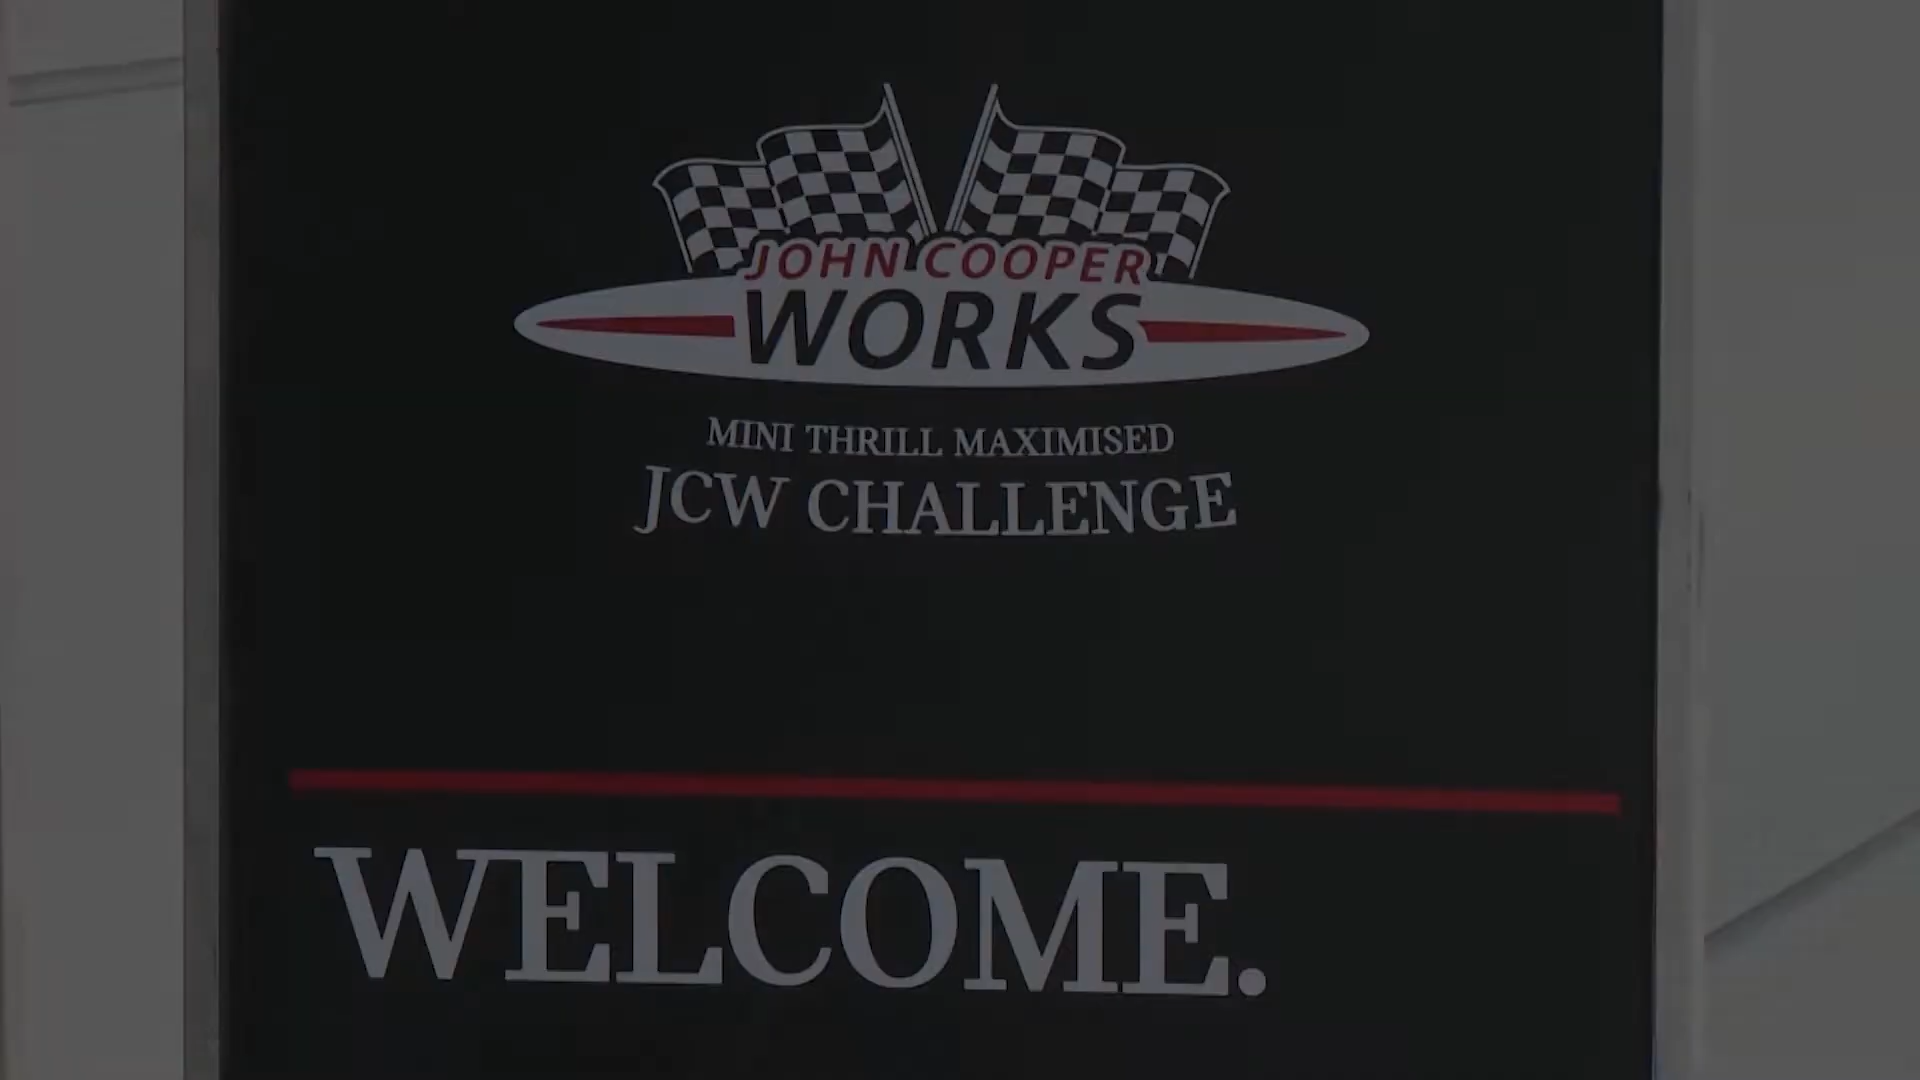 JOHN COOPER
WORKS
MINI THRILL MAXIMISED
JCW CHALLENGE
WELCOME.